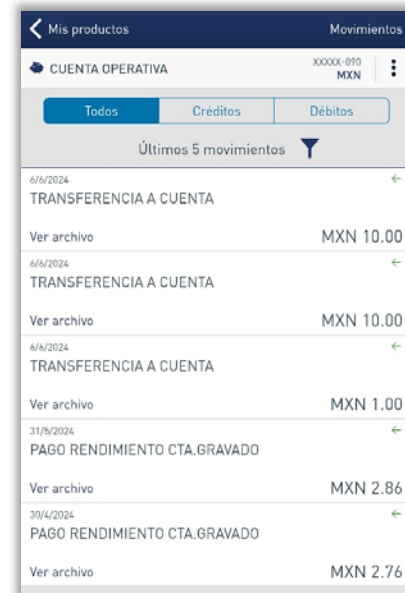 Mis productos Movimientos
CUENTA OPERATIVA XXXXX-090
MXN
Todos Créditos Débitos
Últimos 5 movimientos
6/6/2024
TRANSFERENCIA A CUENTA
Ver archivo MXN 10.00
6/6/2024
TRANSFERENCIA A CUENTA
Ver archivo MXN 10.00
6/6/2024
TRANSFERENCIA A CUENTA
Ver archivo MXN 1.00
31/5/2024
PAGO RENDIMIENTO CTA.GRAVADO
Ver archivo MXN 2.86
30/4/2024
PAGO RENDIMIENTO CTA.GRAVADO
Ver archivo MXN 2.76